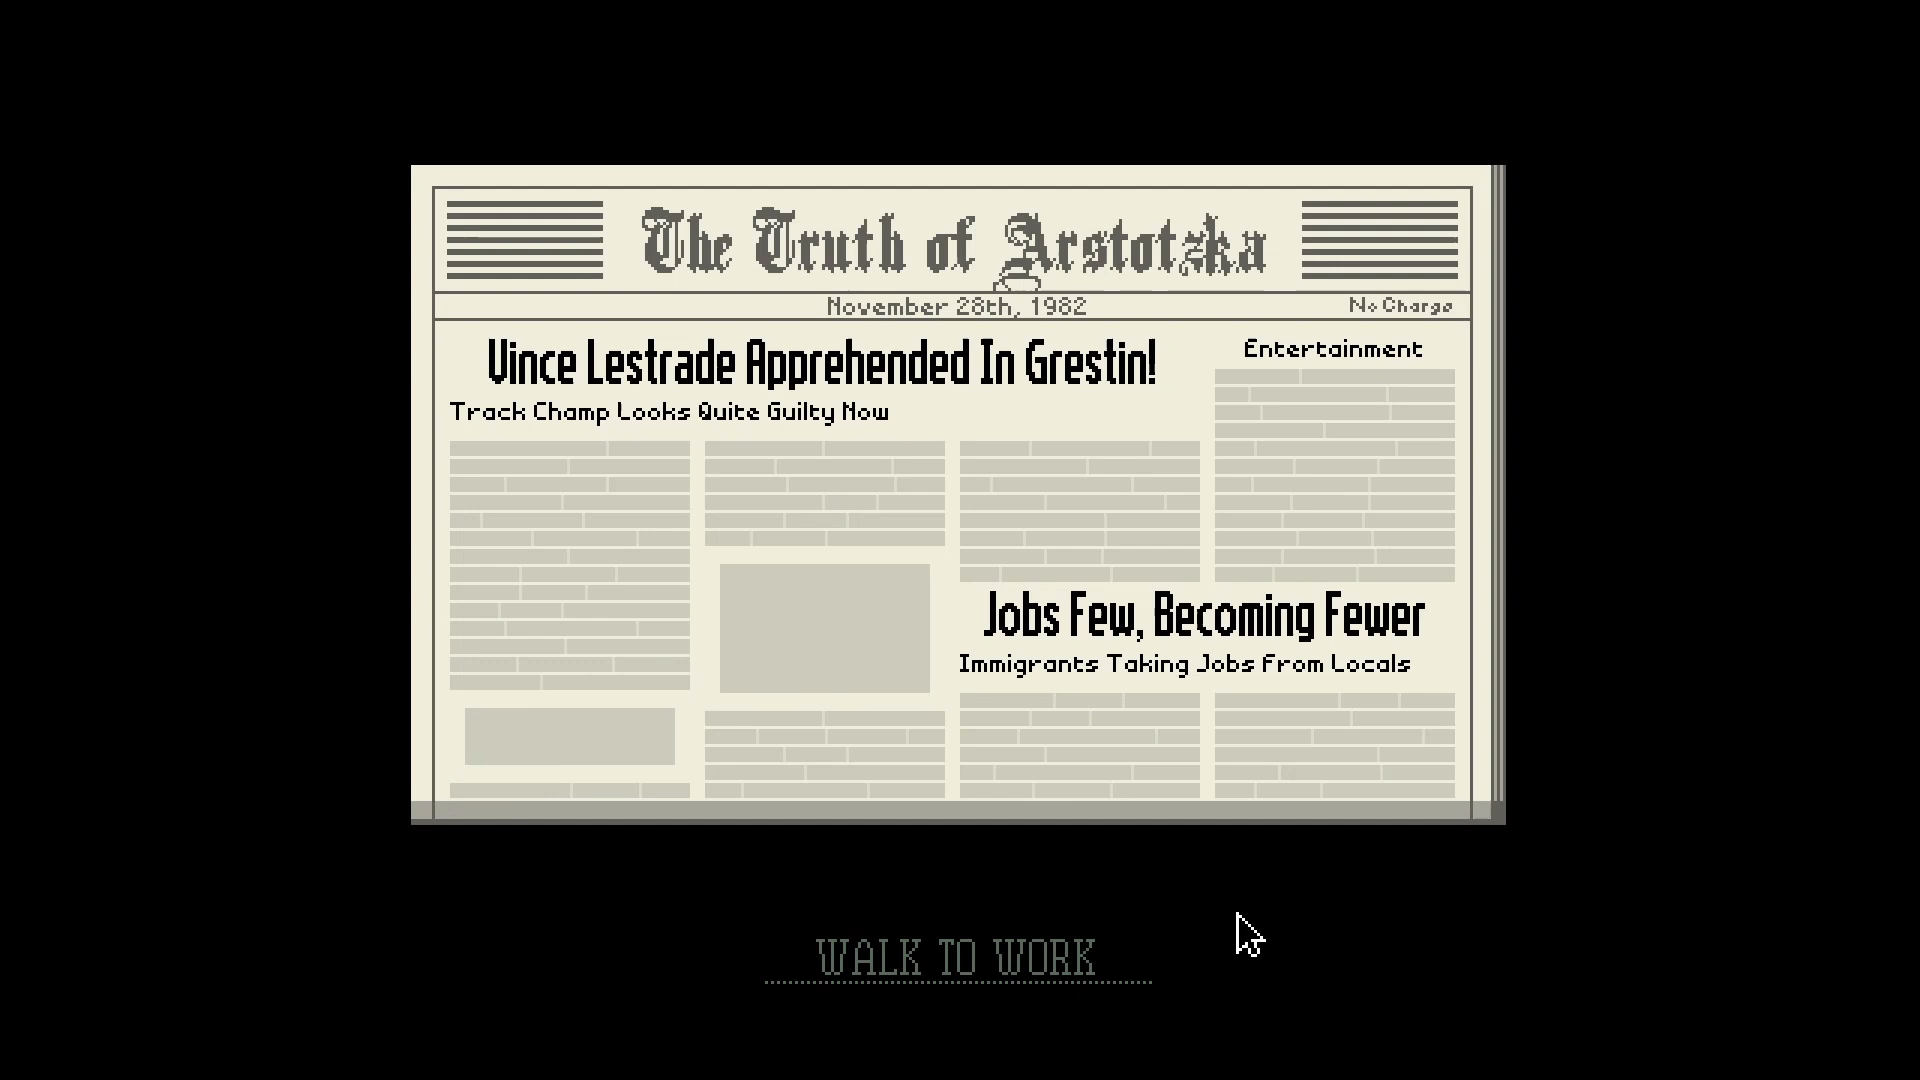 The Truth of Arstotzka
November 28th, 1982
No Charge
Vince Lestrade Apprehended In Grestin!
Track Champ Looks Quite Guilty Now
Entertainment
Jobs Few, Becoming Fewer
Immigrants Taking Jobs From Locals
WALK TO WORK